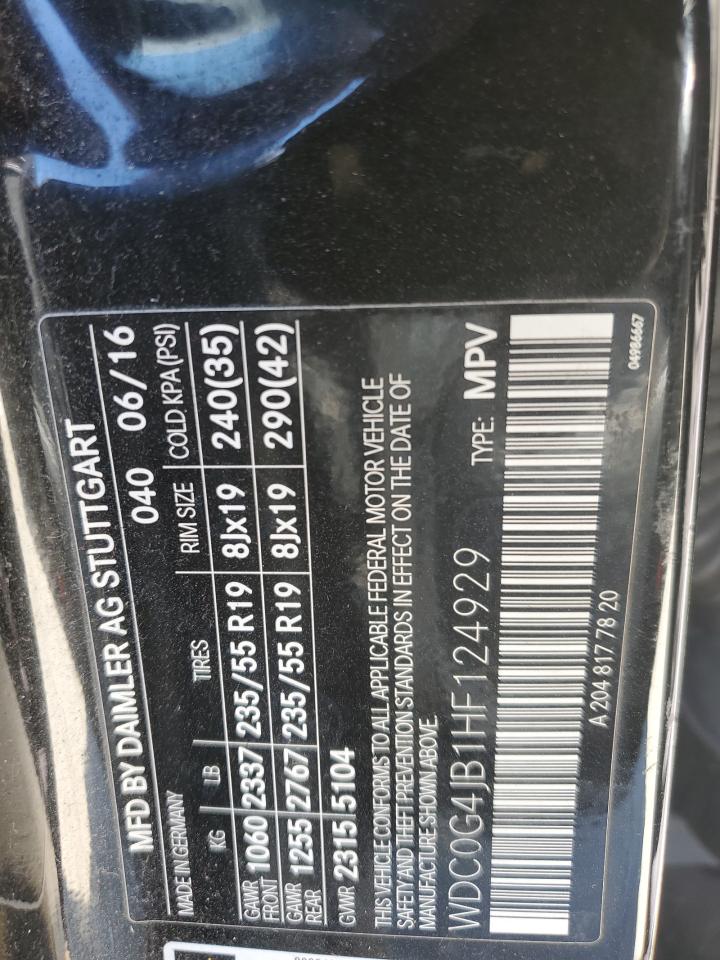 MFD BY DAIMLER AG STUTTGART
MADE IN GERMANY 040 06/16
KG LB TIRES RIM SIZE COLD KPA (PSI)
GAWR FRONT 1060 2337 235/55 R19 8Jx19 240(35)
GAWR REAR 1255 2767 235/55 R19 8Jx19 290(42)
GVWR 2315 5104
THIS VEHICLE CONFORMS TO ALL APPLICABLE FEDERAL MOTOR VEHICLE
SAFETY AND THEFT PREVENTION STANDARDS IN EFFECT ON THE DATE OF
MANUFACTURE SHOWN ABOVE.
WDC0G4JB1HF124929 TYPE: MPV
A 204 817 78 20 04986667